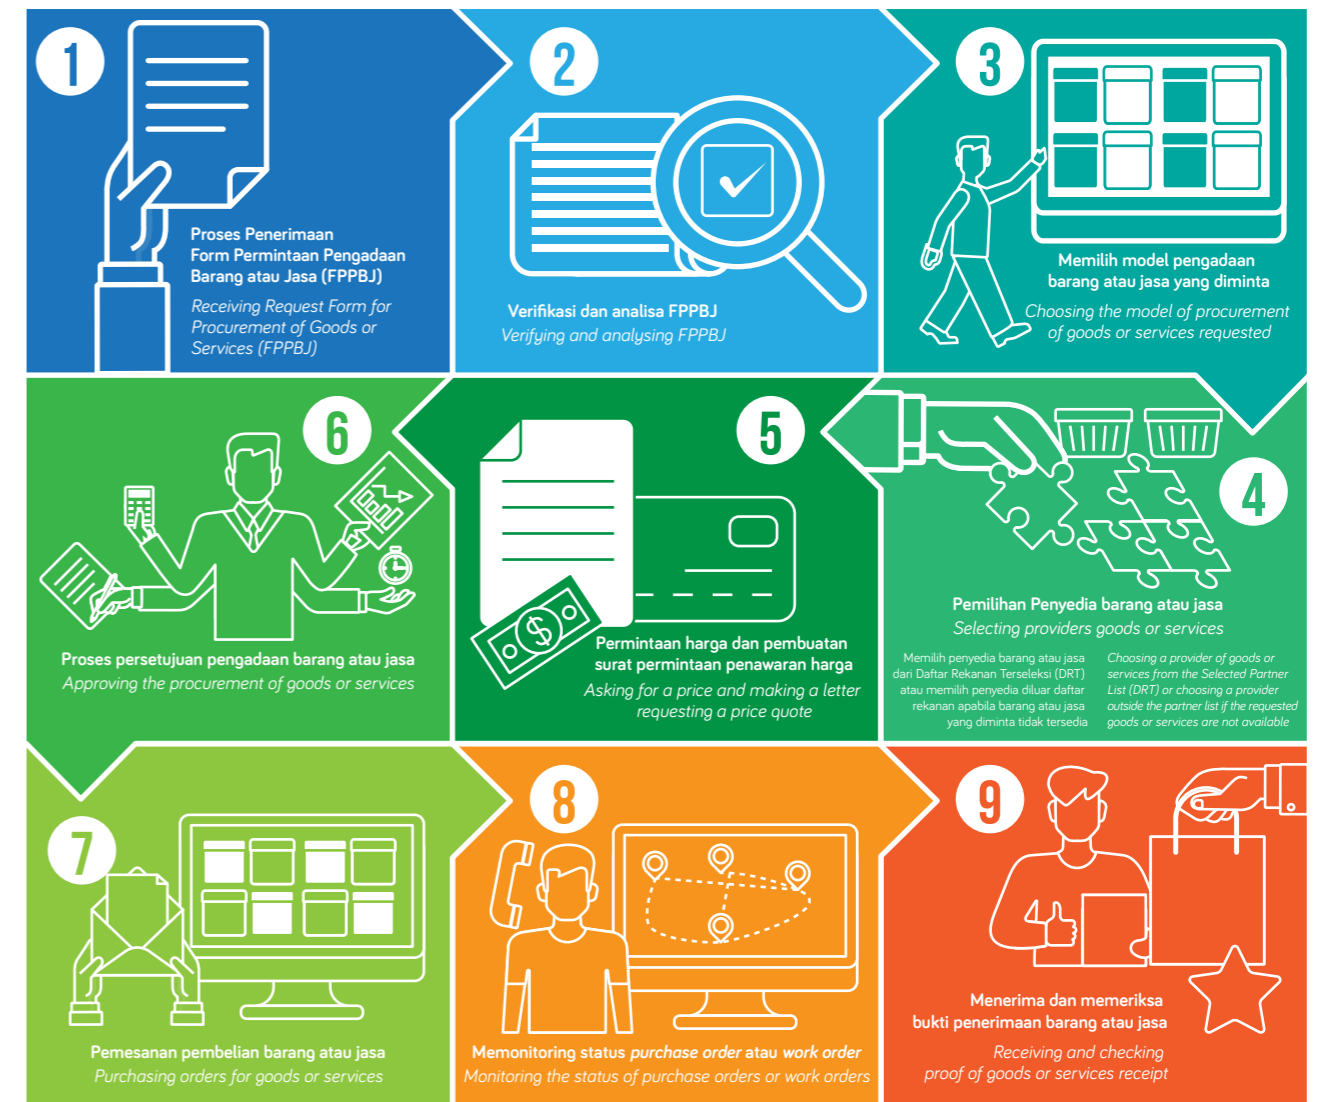 1
Proses Penerimaan
Form Permintaan Pengadaan
Barang atau Jasa (FPPBJ)
Receiving Request Form for
Procurement of Goods or
Services (FPPBJ)
2
Verifikasi dan analisa FPPBJ
Verifying and analysing FPPBJ
3
Memilih model pengadaan
barang atau jasa yang diminta
Choosing the model of procurement
of goods or services requested
4
Pemilihan Penyedia barang atau jasa
Selecting providers goods or services
Memilih penyedia barang atau jasa
dari Daftar Rekanan Terseleksi (DRT)
atau memilih penyedia diluar daftar
rekanan apabila barang atau jasa
yang diminta tidak tersedia
Choosing a provider of goods or
services from the Selected Partner
List (DRT) or choosing a provider
outside the partner list if the requested
goods or services are not available
5
$
Permintaan harga dan pembuatan
surat permintaan penawaran harga
Asking for a price and making a letter
requesting a price quote
6
Proses persetujuan pengadaan barang atau jasa
Approving the procurement of goods or services
7
Pemesanan pembelian barang atau jasa
Purchasing orders for goods or services
8
Memonitoring status purchase order atau work order
Monitoring the status of purchase orders or work orders
9
Menerima dan memeriksa
bukti penerimaan barang atau jasa
Receiving and checking
proof of goods or services receipt